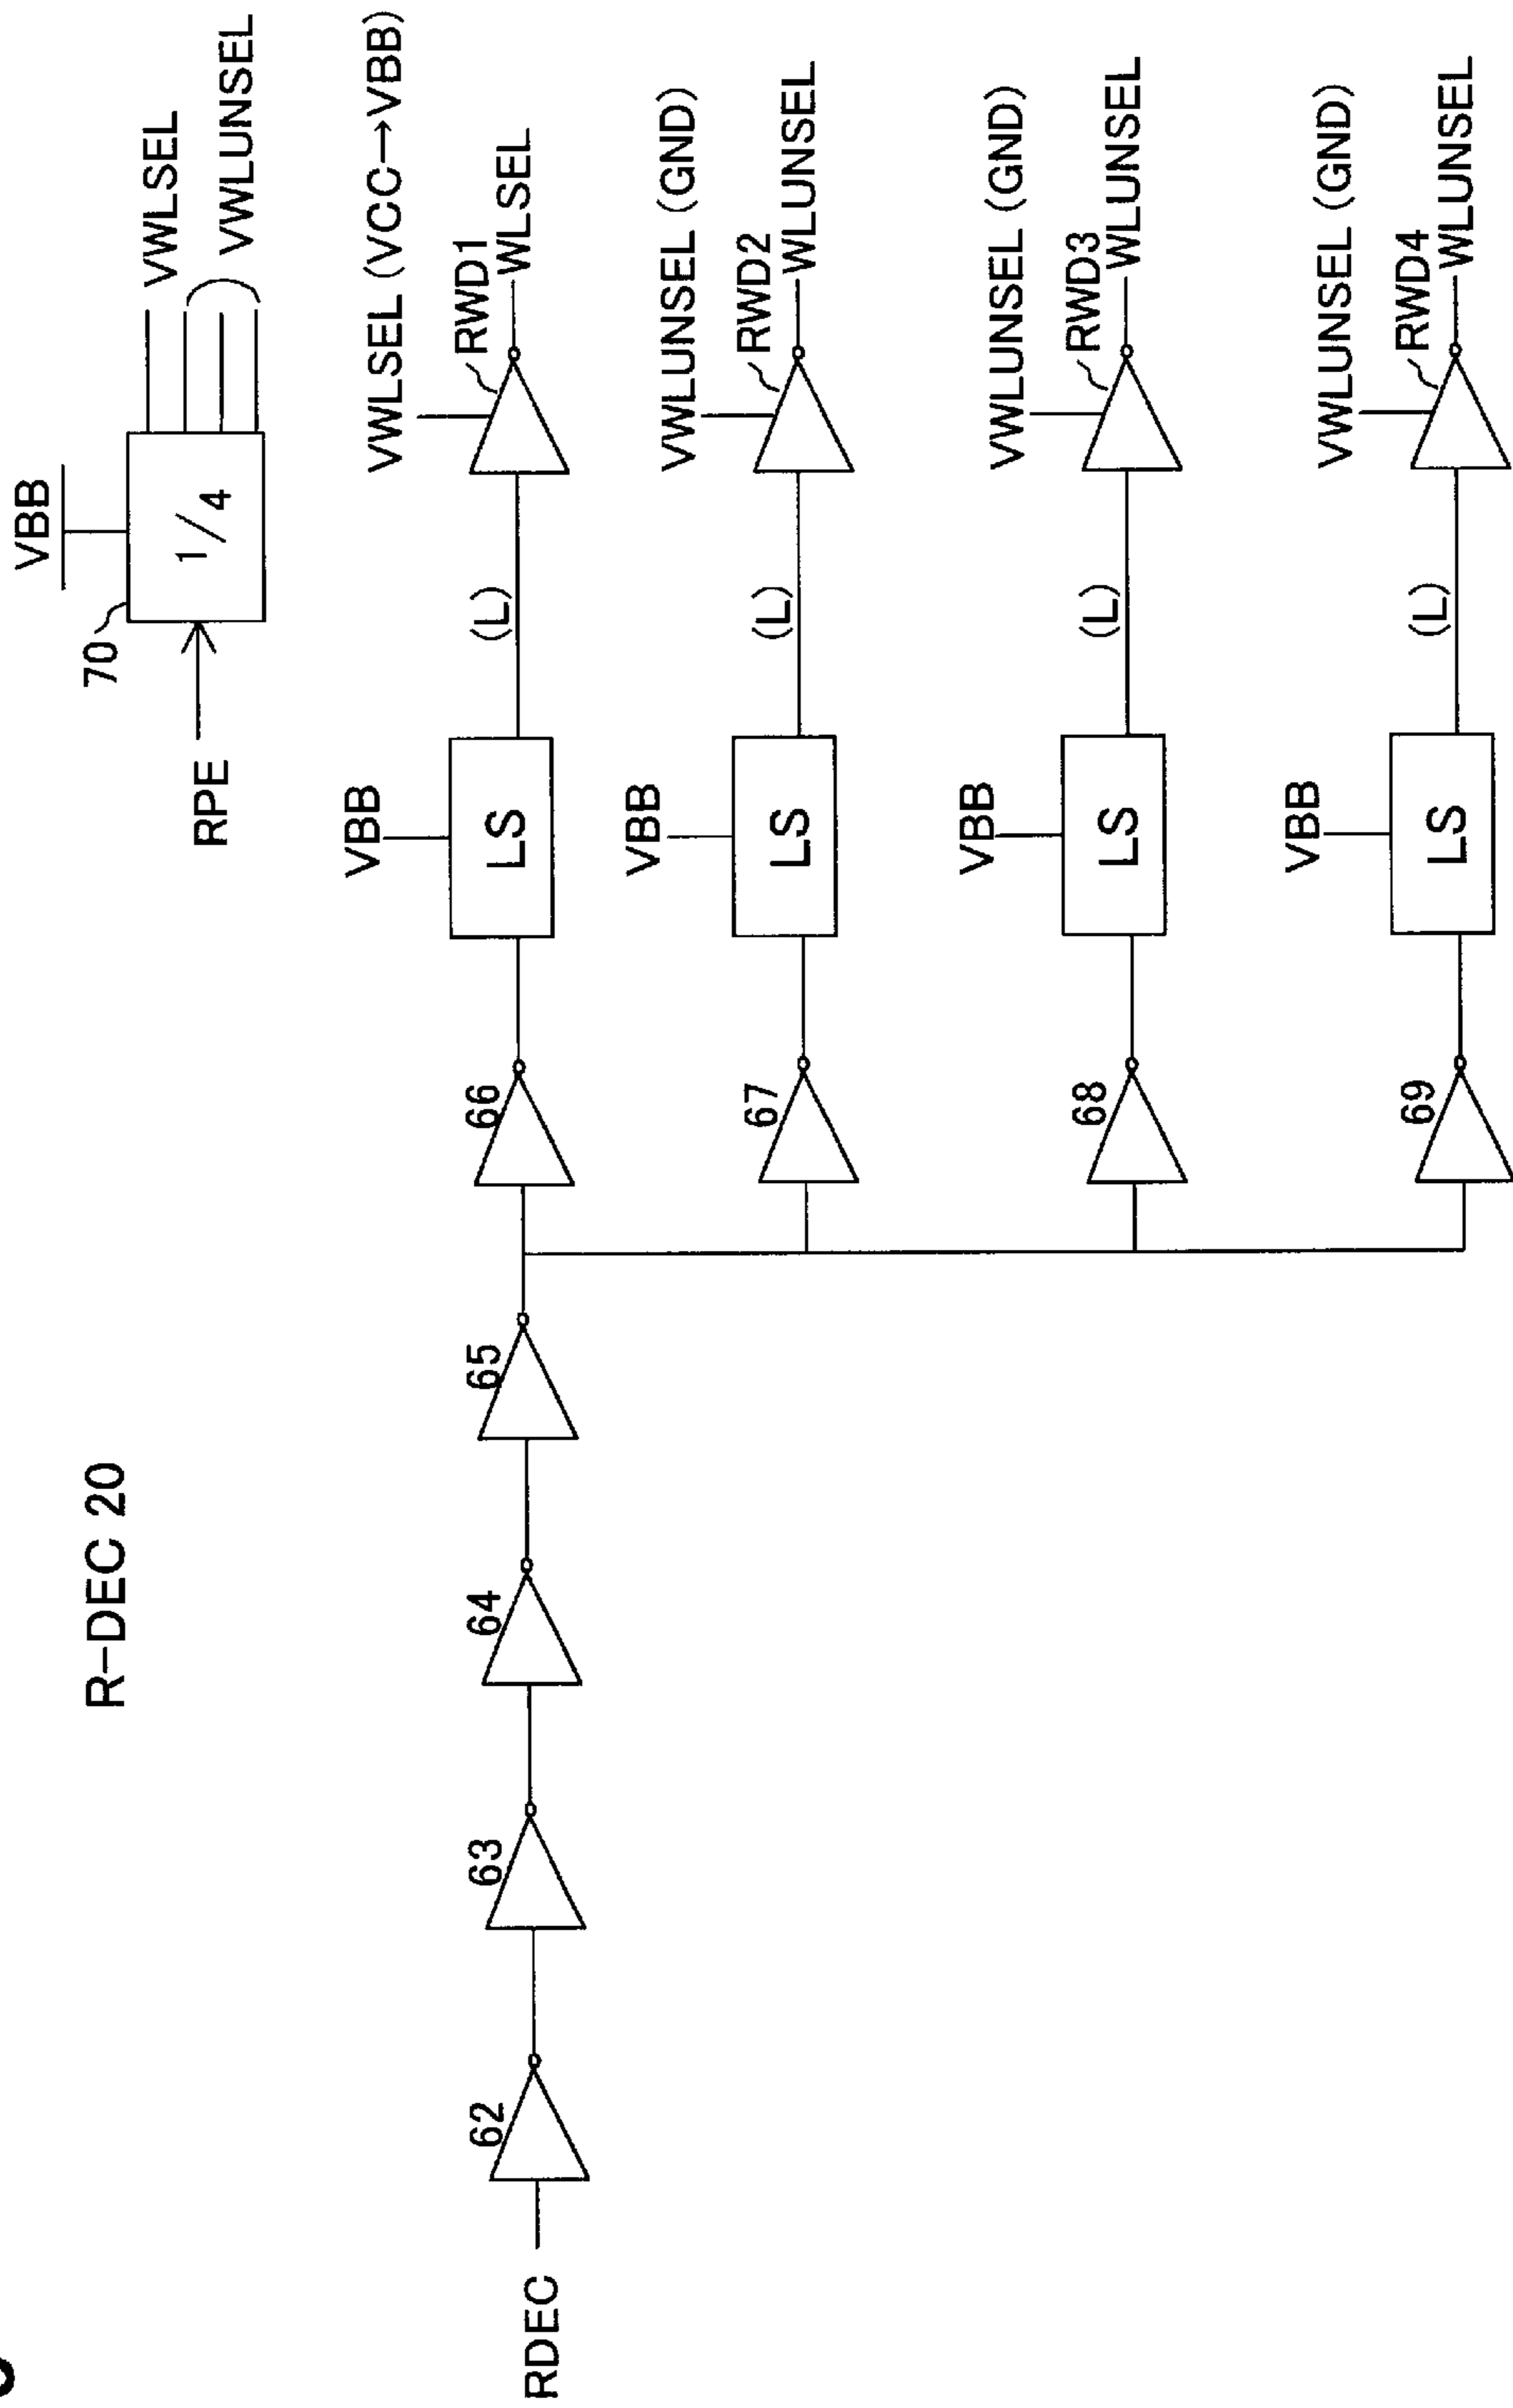 R-DEC 20
VBB
70
1/4
RPE
VWLSEL
VWLUNSEL
RDEC
62
63
64
65
66
VBB
LS
(L)
VWLSEL (VCC→VBB)
RWD1
WLSEL
67
VBB
LS
(L)
VWLUNSEL (GND)
RWD2
WLUNSEL
68
VBB
LS
(L)
VWLUNSEL (GND)
RWD3
WLUNSEL
69
VBB
LS
(L)
VWLUNSEL (GND)
RWD4
WLUNSEL